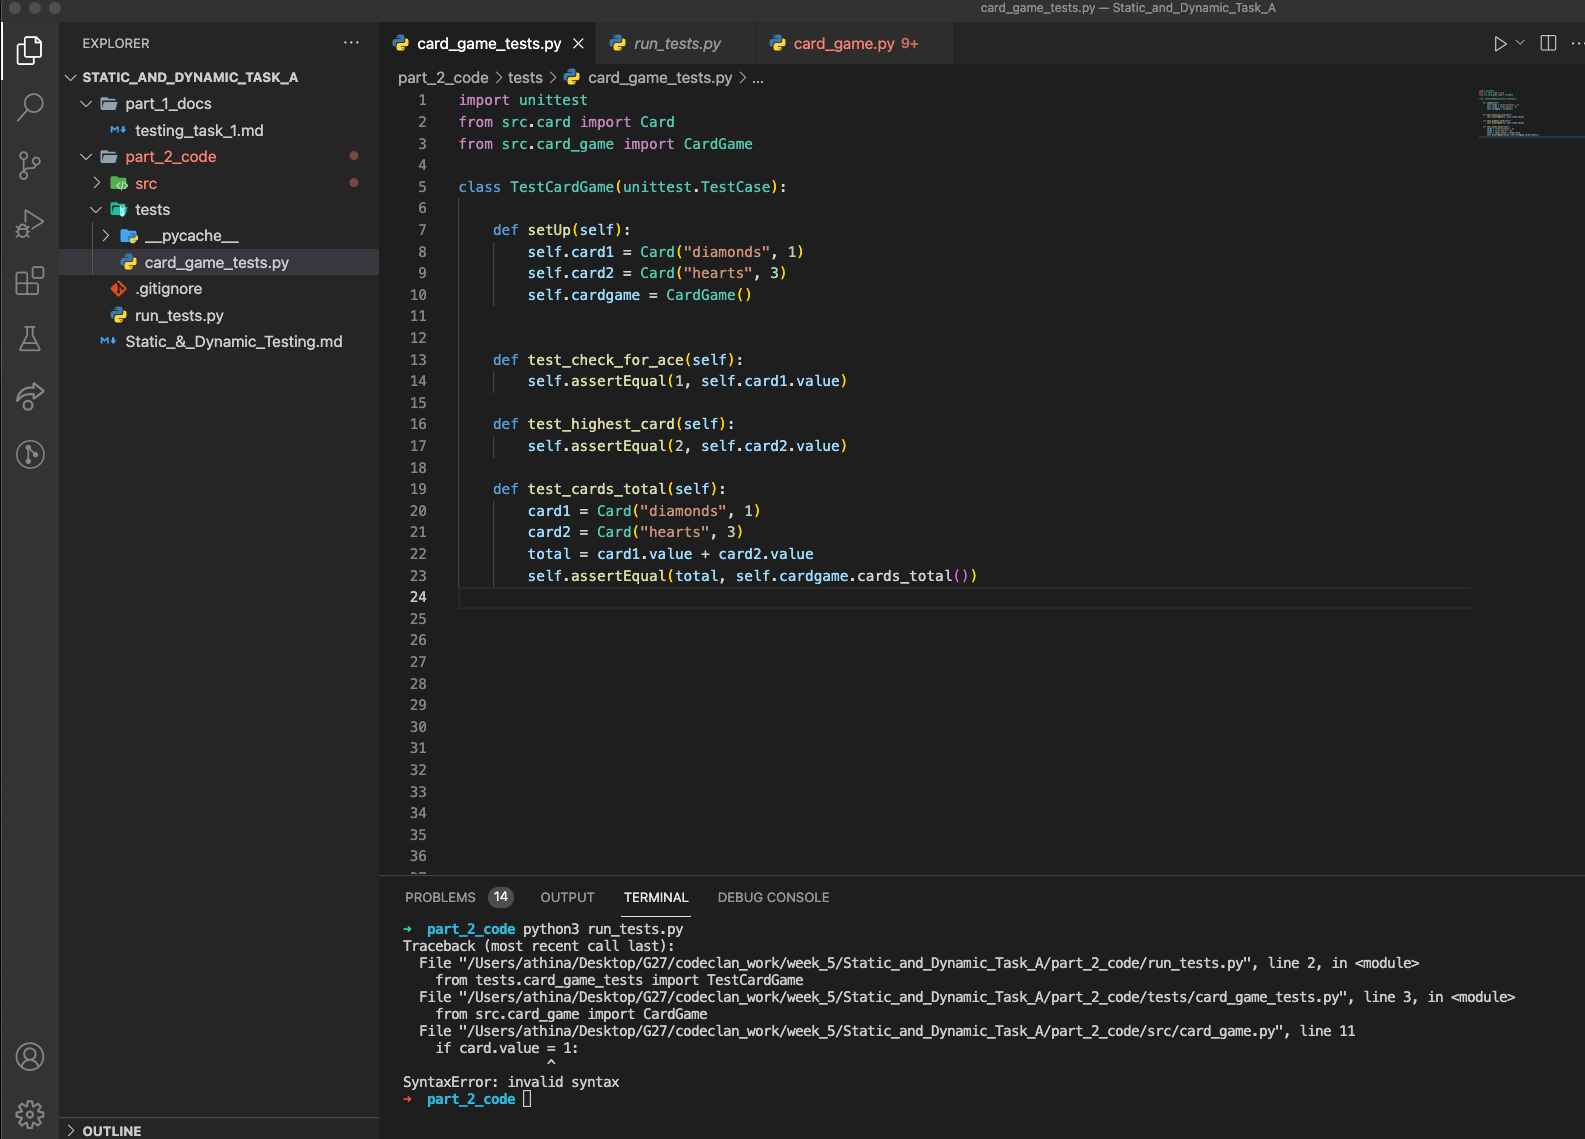 card_game_tests.py — Static_and_Dynamic_Task_A
EXPLORER
STATIC_AND_DYNAMIC_TASK_A
part_1_docs
testing_task_1.md
part_2_code
src
tests
__pycache__
card_game_tests.py
.gitignore
run_tests.py
Static_&_Dynamic_Testing.md
OUTLINE
card_game_tests.py
run_tests.py
card_game.py 9+
part_2_code > tests > card_game_tests.py > ...
1 import unittest
2 from src.card import Card
3 from src.card_game import CardGame
4
5 class TestCardGame(unittest.TestCase):
6
7 def setUp(self):
8 self.card1 = Card("diamonds", 1)
9 self.card2 = Card("hearts", 3)
10 self.cardgame = CardGame()
11
12
13 def test_check_for_ace(self):
14 self.assertEqual(1, self.card1.value)
15
16 def test_highest_card(self):
17 self.assertEqual(2, self.card2.value)
18
19 def test_cards_total(self):
20 card1 = Card("diamonds", 1)
21 card2 = Card("hearts", 3)
22 total = card1.value + card2.value
23 self.assertEqual(total, self.cardgame.cards_total())
24
25
26
27
28
29
30
31
32
33
34
35
36
PROBLEMS 14 OUTPUT TERMINAL DEBUG CONSOLE
→ part_2_code python3 run_tests.py
Traceback (most recent call last):
File "/Users/athina/Desktop/G27/codeclan_work/week_5/Static_and_Dynamic_Task_A/part_2_code/run_tests.py", line 2, in <module>
from tests.card_game_tests import TestCardGame
File "/Users/athina/Desktop/G27/codeclan_work/week_5/Static_and_Dynamic_Task_A/part_2_code/tests/card_game_tests.py", line 3, in <module>
from src.card_game import CardGame
File "/Users/athina/Desktop/G27/codeclan_work/week_5/Static_and_Dynamic_Task_A/part_2_code/src/card_game.py", line 11
if card.value = 1:
^
SyntaxError: invalid syntax
→ part_2_code